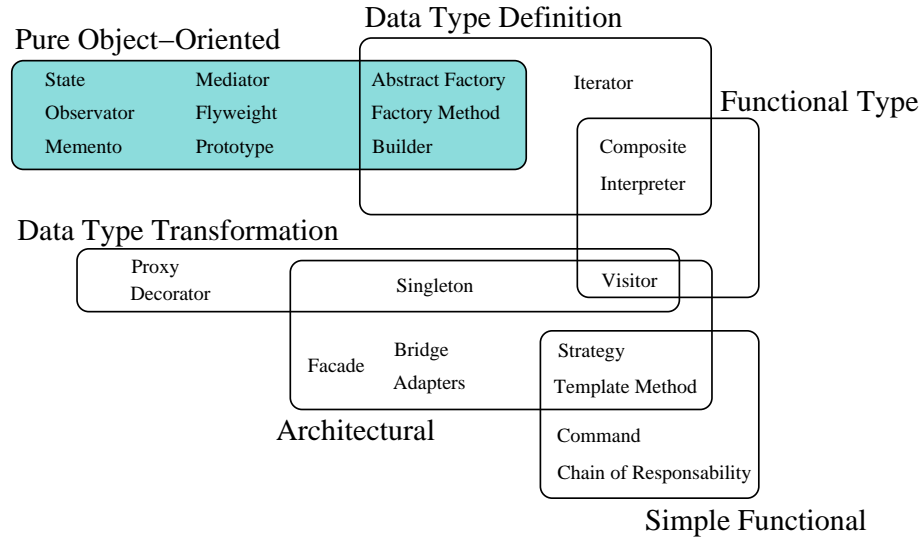 Data Type Definition
Pure Object–Oriented
State
Mediator
Abstract Factory
Iterator
Observator
Flyweight
Factory Method
Functional Type
Memento
Prototype
Builder
Composite
Interpreter
Data Type Transformation
Proxy
Decorator
Singleton
Visitor
Facade
Bridge
Adapters
Strategy
Template Method
Architectural
Command
Chain of Responsability
Simple Functional